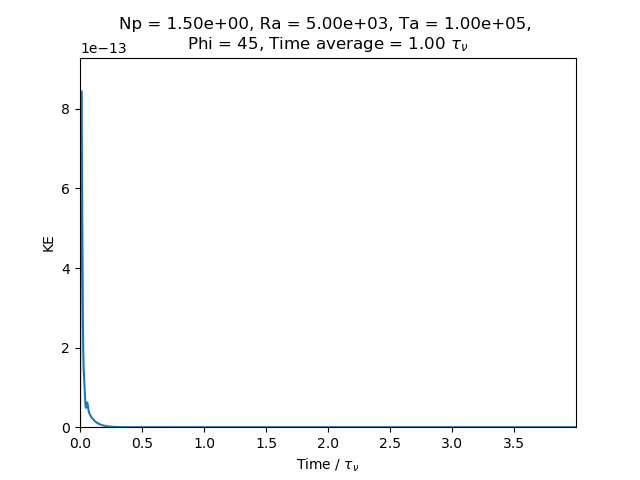 Np = 1.50e+00, Ra = 5.00e+03, Ta = 1.00e+05,
Phi = 45, Time average = 1.00 τν
1e−13
8
6
4
2
0
KE
0.0 0.5 1.0 1.5 2.0 2.5 3.0 3.5
Time / τν